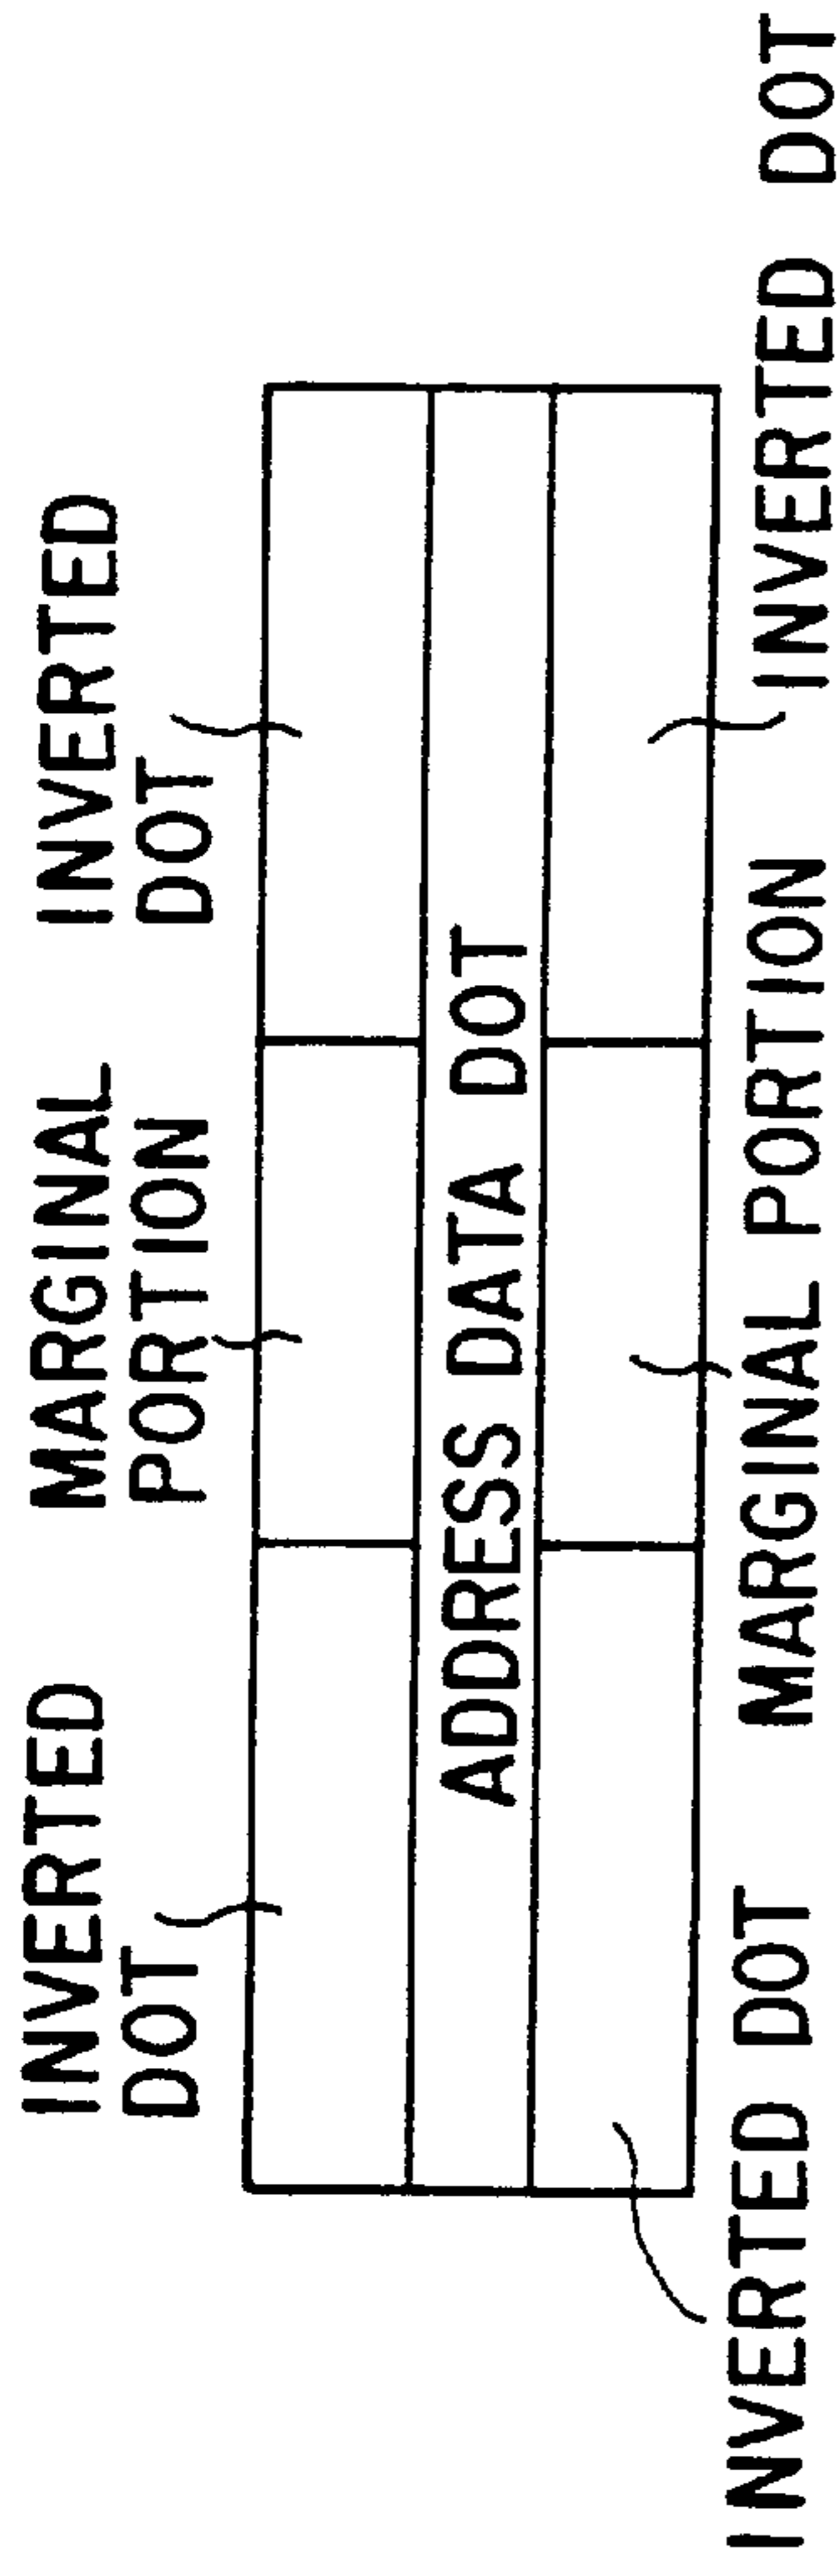 INVERTED
DOT
MARGINAL
PORTION
INVERTED
DOT
ADDRESS DATA DOT
INVERTED DOT
MARGINAL PORTION
INVERTED DOT